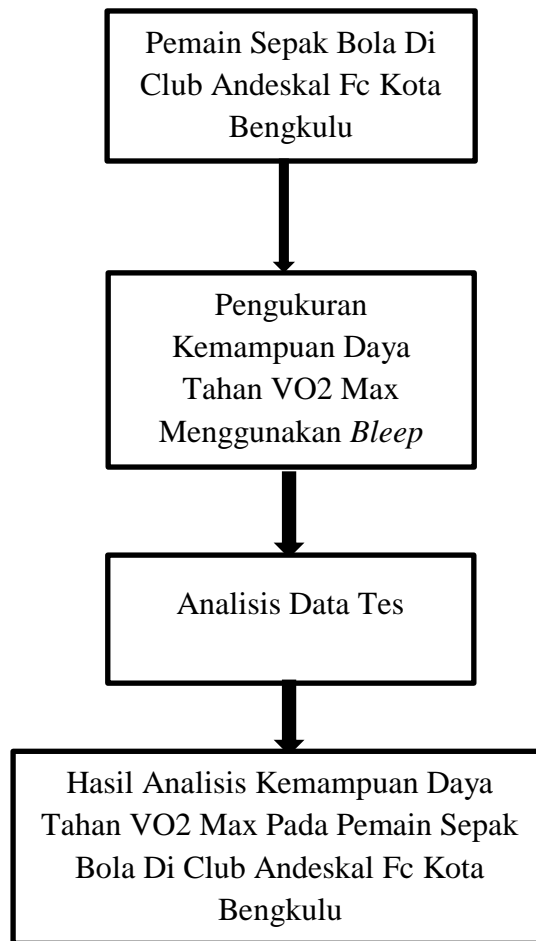 Pemain Sepak Bola Di
Club Andeskal Fc Kota
Bengkulu
Pengukuran
Kemampuan Daya
Tahan VO2 Max
Menggunakan Bleep
Analisis Data Tes
Hasil Analisis Kemampuan Daya
Tahan VO2 Max Pada Pemain Sepak
Bola Di Club Andeskal Fc Kota
Bengkulu